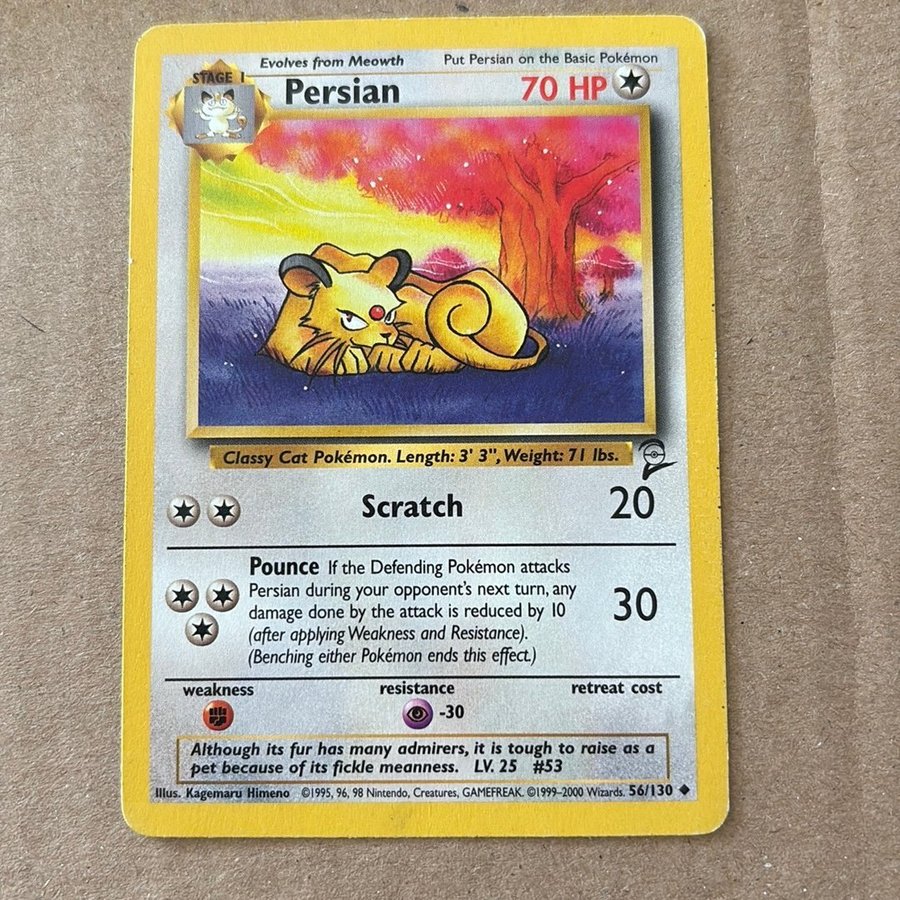 Evolves from Meowth
Put Persian on the Basic Pokémon
STAGE 1
Persian
70 HP
Classy Cat Pokémon. Length: 3' 3", Weight: 71 lbs.
Scratch
20
Pounce If the Defending Pokémon attacks
Persian during your opponent's next turn, any
damage done by the attack is reduced by 10
(after applying Weakness and Resistance).
(Benching either Pokémon ends this effect.)
30
weakness
resistance
retreat cost
-30
Although its fur has many admirers, it is tough to raise as a
pet because of its fickle meanness. LV. 25 #53
Illus. Kagemaru Himeno ©1995, 96, 98 Nintendo, Creatures, GAMEFREAK. ©1999-2000 Wizards. 56/130